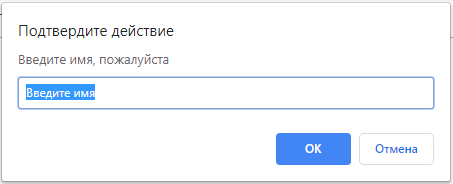 Подтвердите действие
Введите имя, пожалуйста
Введите имя
ОК Отмена